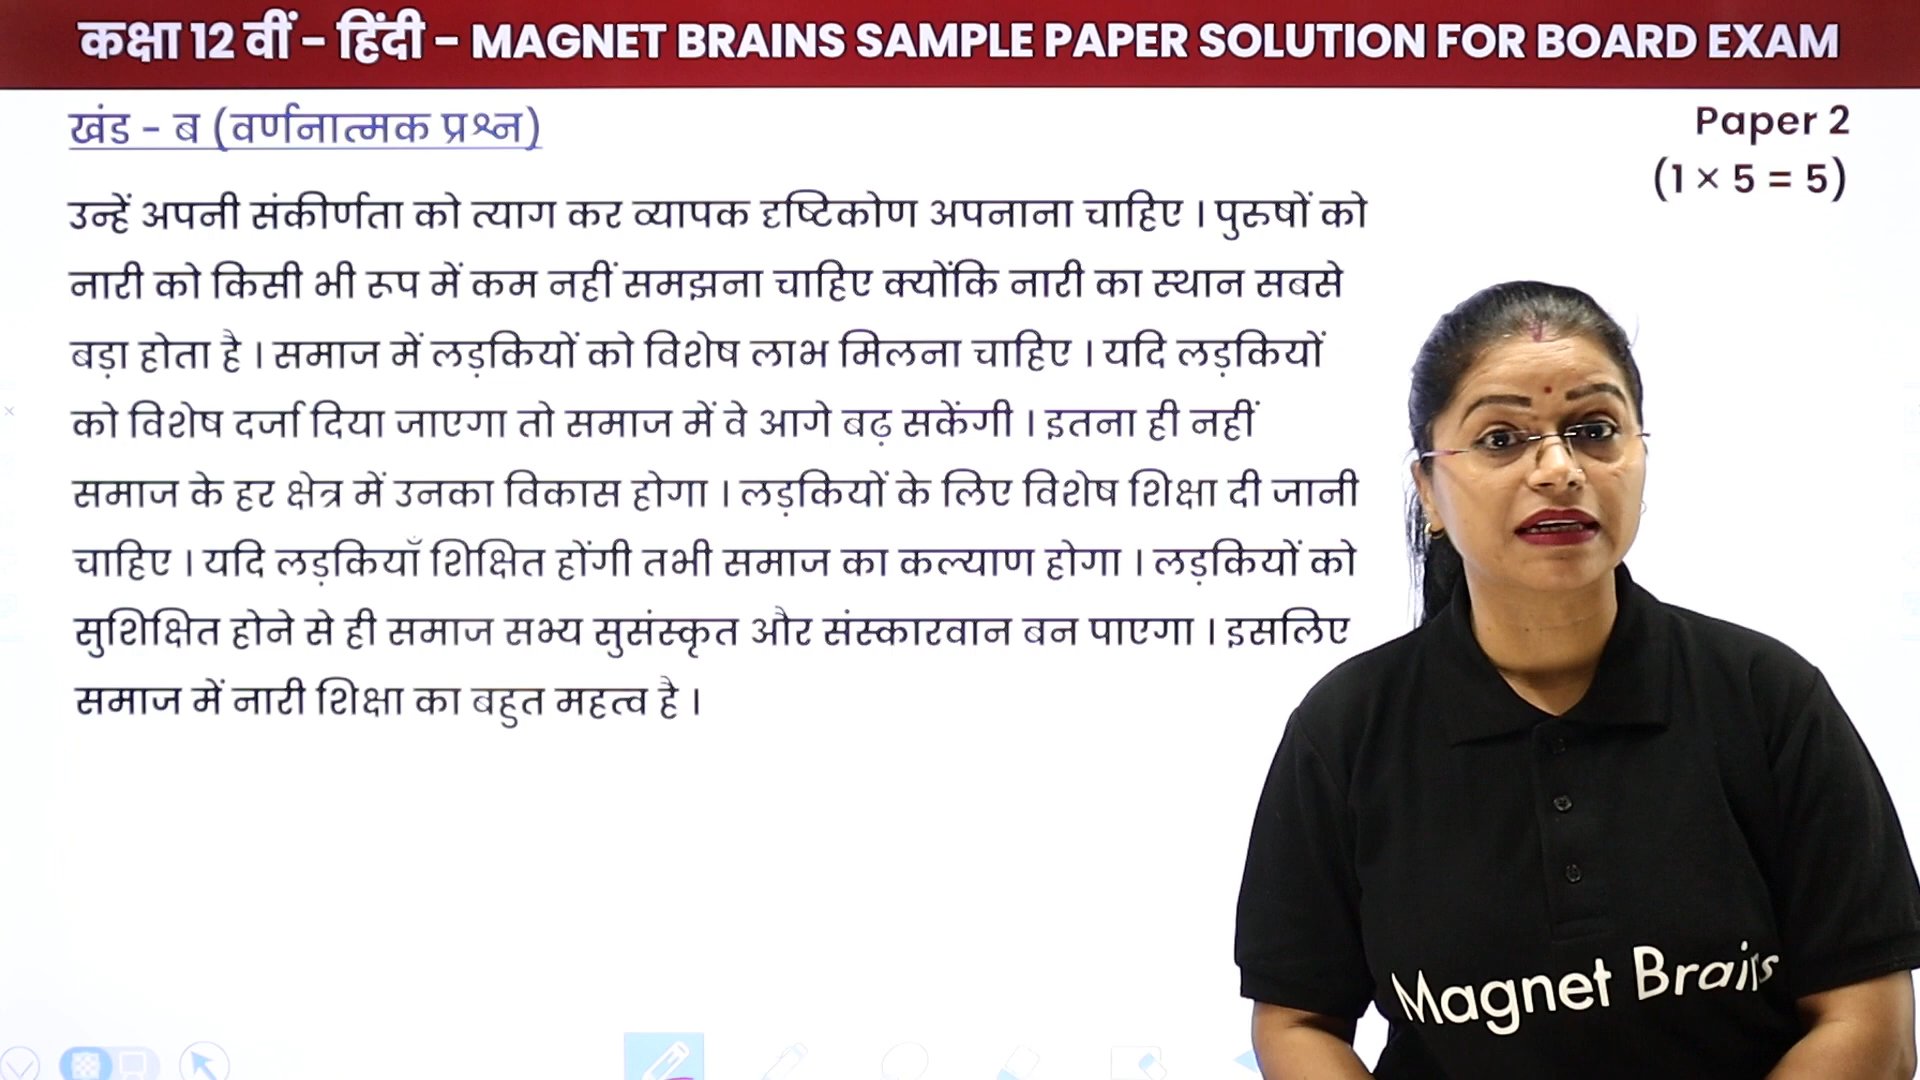 कक्षा 12 वीं - हिंदी - MAGNET BRAINS SAMPLE PAPER SOLUTION FOR BOARD EXAM
खंड - ब (वर्णनात्मक प्रश्न)
Paper 2
(1 × 5 = 5)
उन्हें अपनी संकीर्णता को त्याग कर व्यापक दृष्टिकोण अपनाना चाहिए । पुरुषों को
नारी को किसी भी रूप में कम नहीं समझना चाहिए क्योंकि नारी का स्थान सबसे
बड़ा होता है । समाज में लड़कियों को विशेष लाभ मिलना चाहिए । यदि लड़कियों
को विशेष दर्जा दिया जाएगा तो समाज में वे आगे बढ़ सकेंगी । इतना ही नहीं
समाज के हर क्षेत्र में उनका विकास होगा । लड़कियों के लिए विशेष शिक्षा दी जानी
चाहिए । यदि लड़कियाँ शिक्षित होंगी तभी समाज का कल्याण होगा । लड़कियों को
सुशिक्षित होने से ही समाज सभ्य सुसंस्कृत और संस्कारवान बन पाएगा । इसलिए
समाज में नारी शिक्षा का बहुत महत्व है ।
Magnet Brains